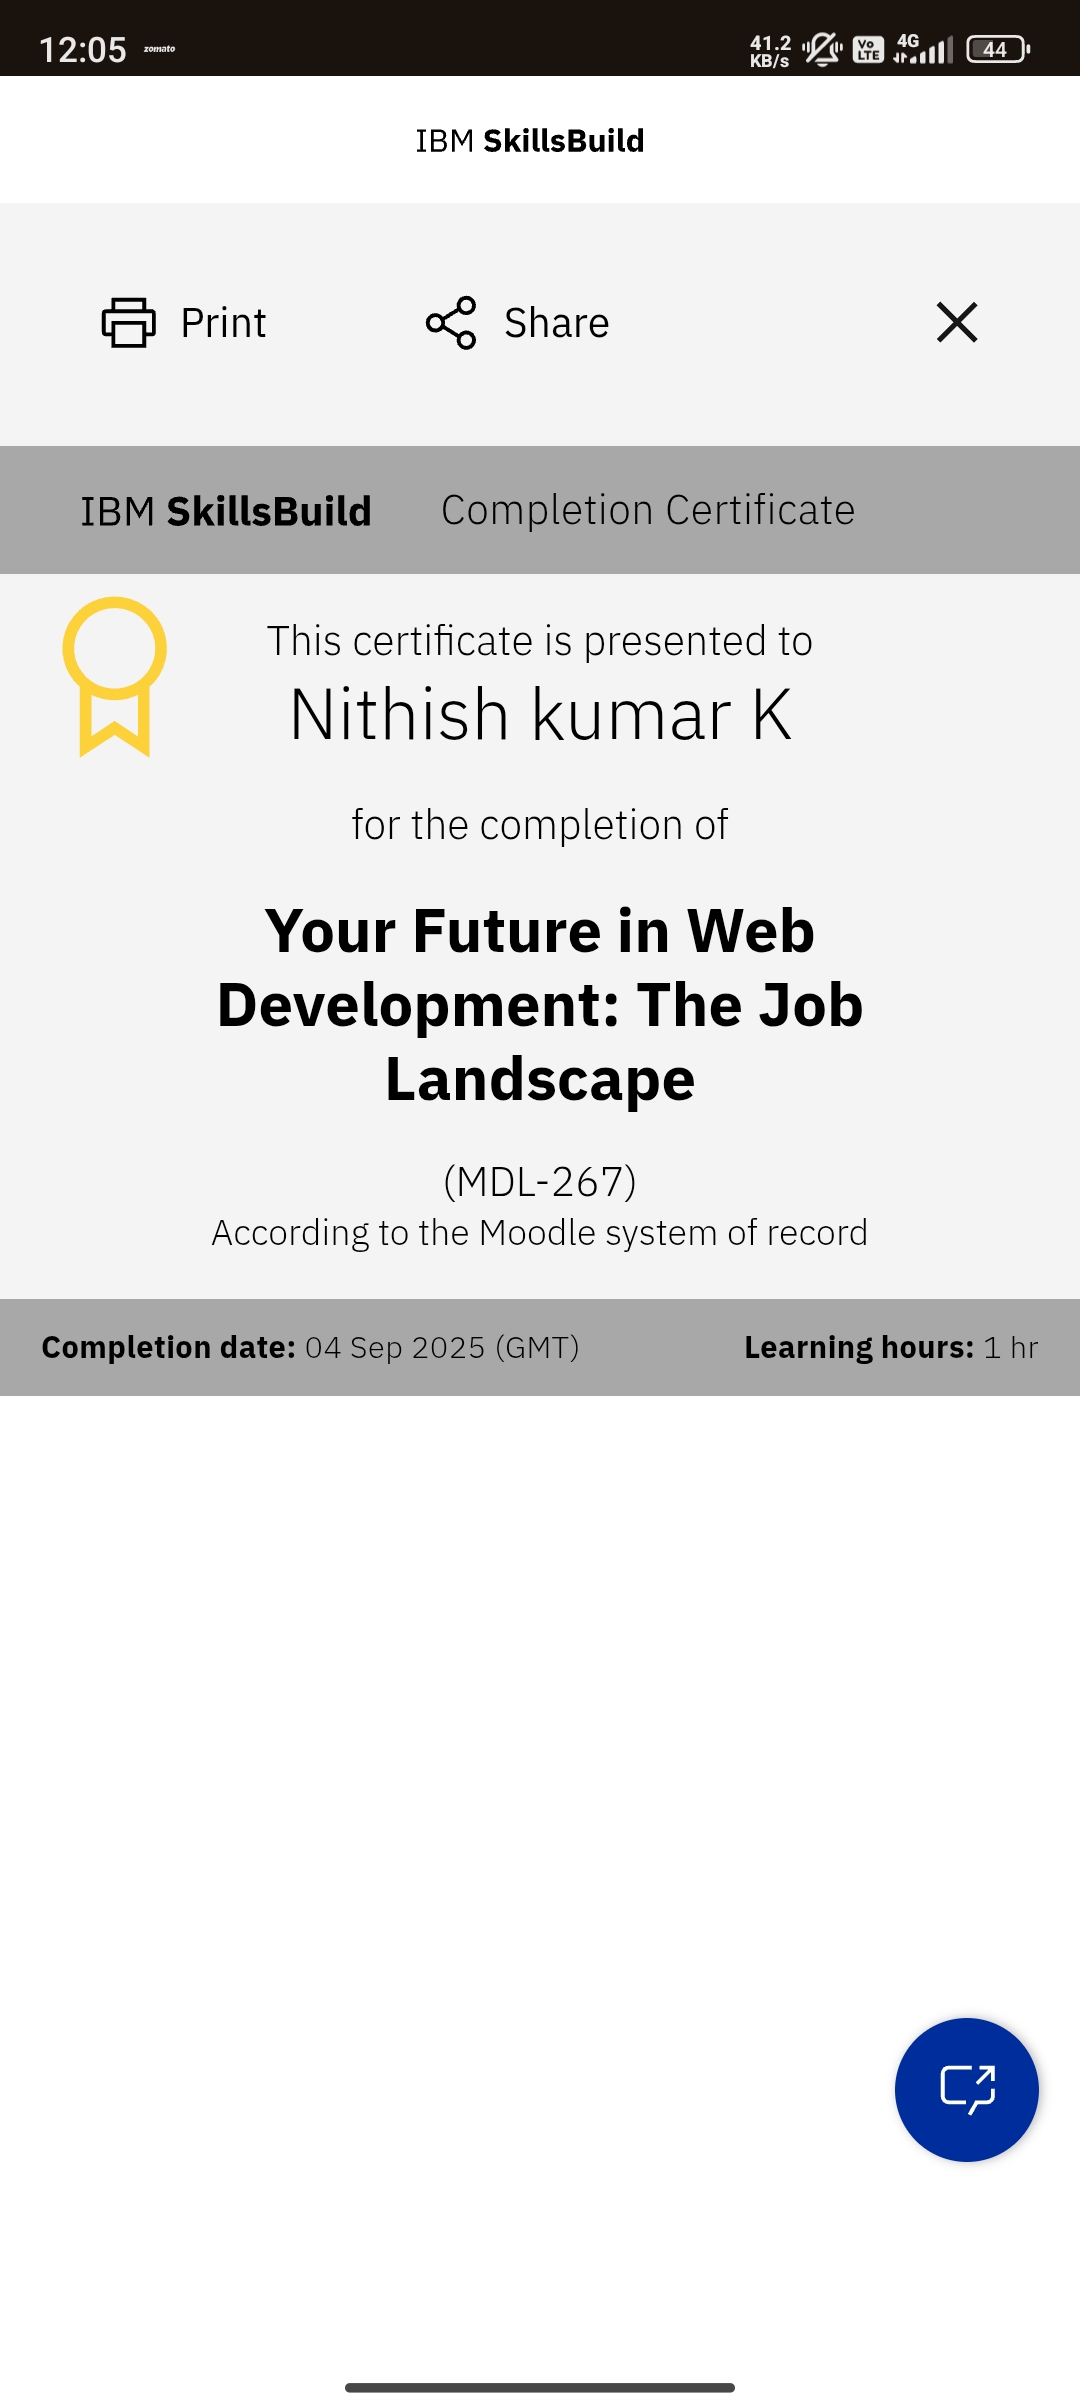 12:05 zomato 41.2 KB/s Vo LTE 4G 44
IBM SkillsBuild
Print Share
IBM SkillsBuild Completion Certificate
This certificate is presented to
Nithish kumar K
for the completion of
Your Future in Web
Development: The Job
Landscape
(MDL-267)
According to the Moodle system of record
Completion date: 04 Sep 2025 (GMT) Learning hours: 1 hr